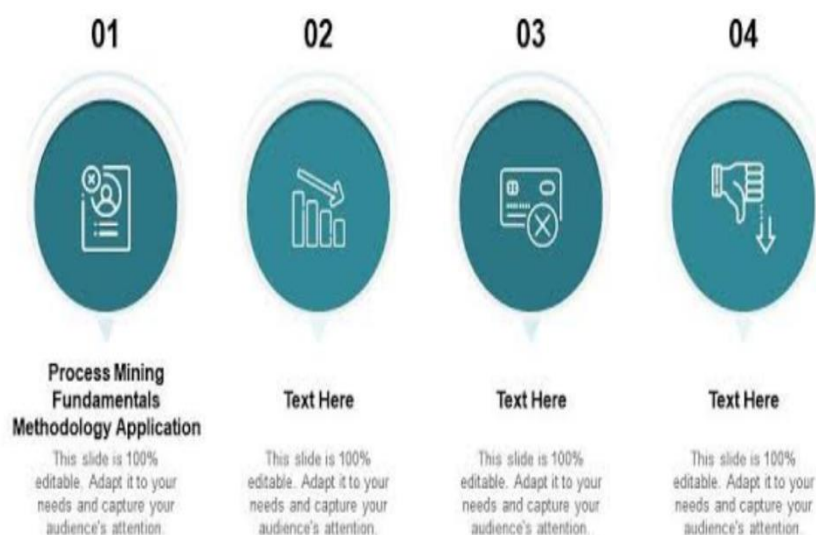 01
02
03
04
Process Mining
Fundamentals
Methodology Application
This slide is 100%
editable. Adapt it to your
needs and capture your
audience's attention.
Text Here
This slide is 100%
editable. Adapt it to your
needs and capture your
audience's attention.
Text Here
This slide is 100%
editable. Adapt it to your
needs and capture your
audience's attention.
Text Here
This slide is 100%
editable. Adapt it to your
needs and capture your
audience's attention.